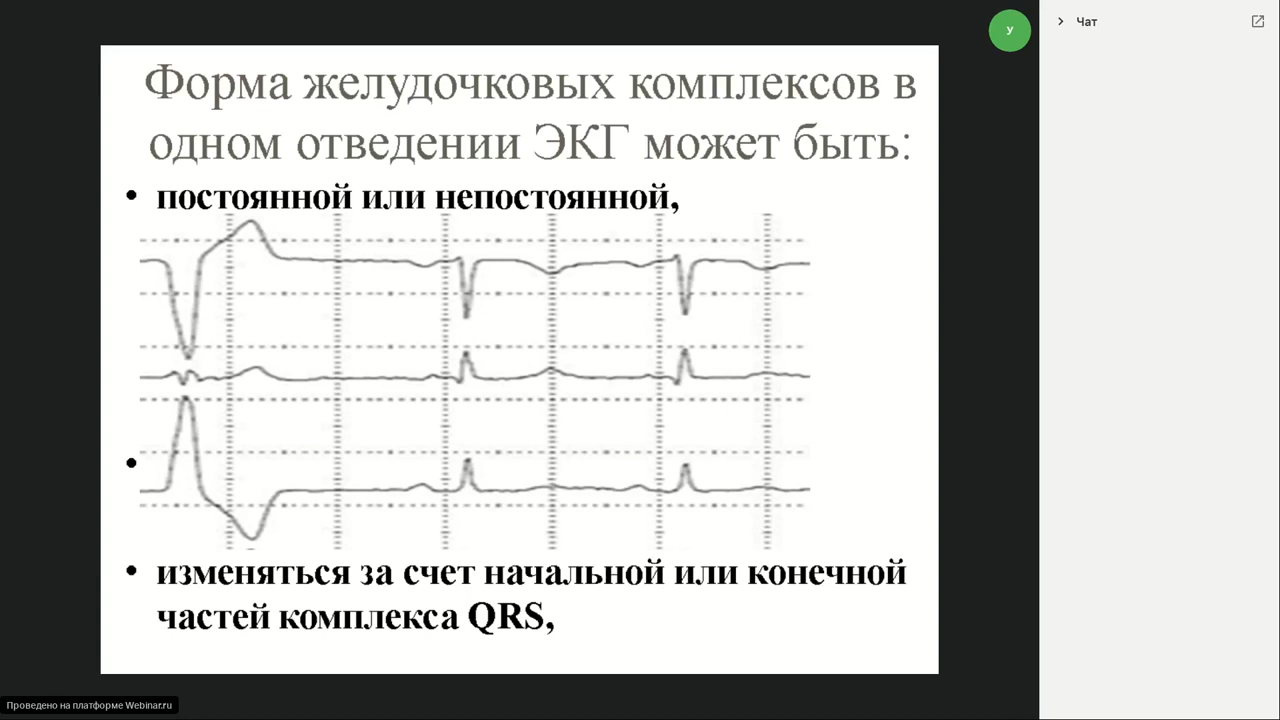 У
Чат
Форма желудочковых комплексов в
одном отведении ЭКГ может быть:
• постоянной или непостоянной,
•
• изменяться за счет начальной или конечной
частей комплекса QRS,
Проведено на платформе Webinar.ru